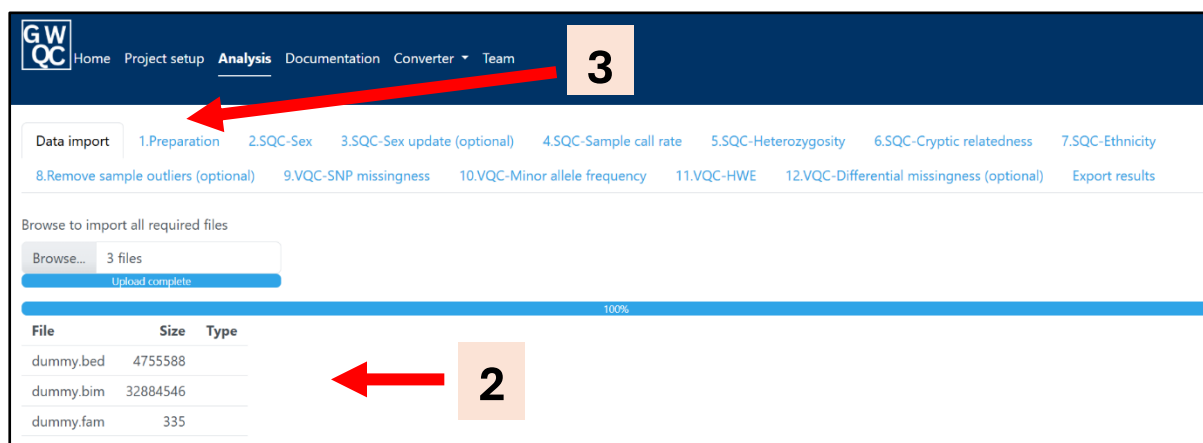 GW
QC
Home Project setup Analysis Documentation Converter Team
3
Data import 1.Preparation 2.SQC-Sex 3.SQC-Sex update (optional) 4.SQC-Sample call rate 5.SQC-Heterozygosity 6.SQC-Cryptic relatedness 7.SQC-Ethnicity
8.Remove sample outliers (optional) 9.VQC-SNP missingness 10.VQC-Minor allele frequency 11.VQC-HWE 12.VQC-Differential missingness (optional) Export results
Browse to import all required files
Browse... 3 files
Upload complete
100%
File Size Type
dummy.bed 4755588
dummy.bim 32884546
2
dummy.fam 335